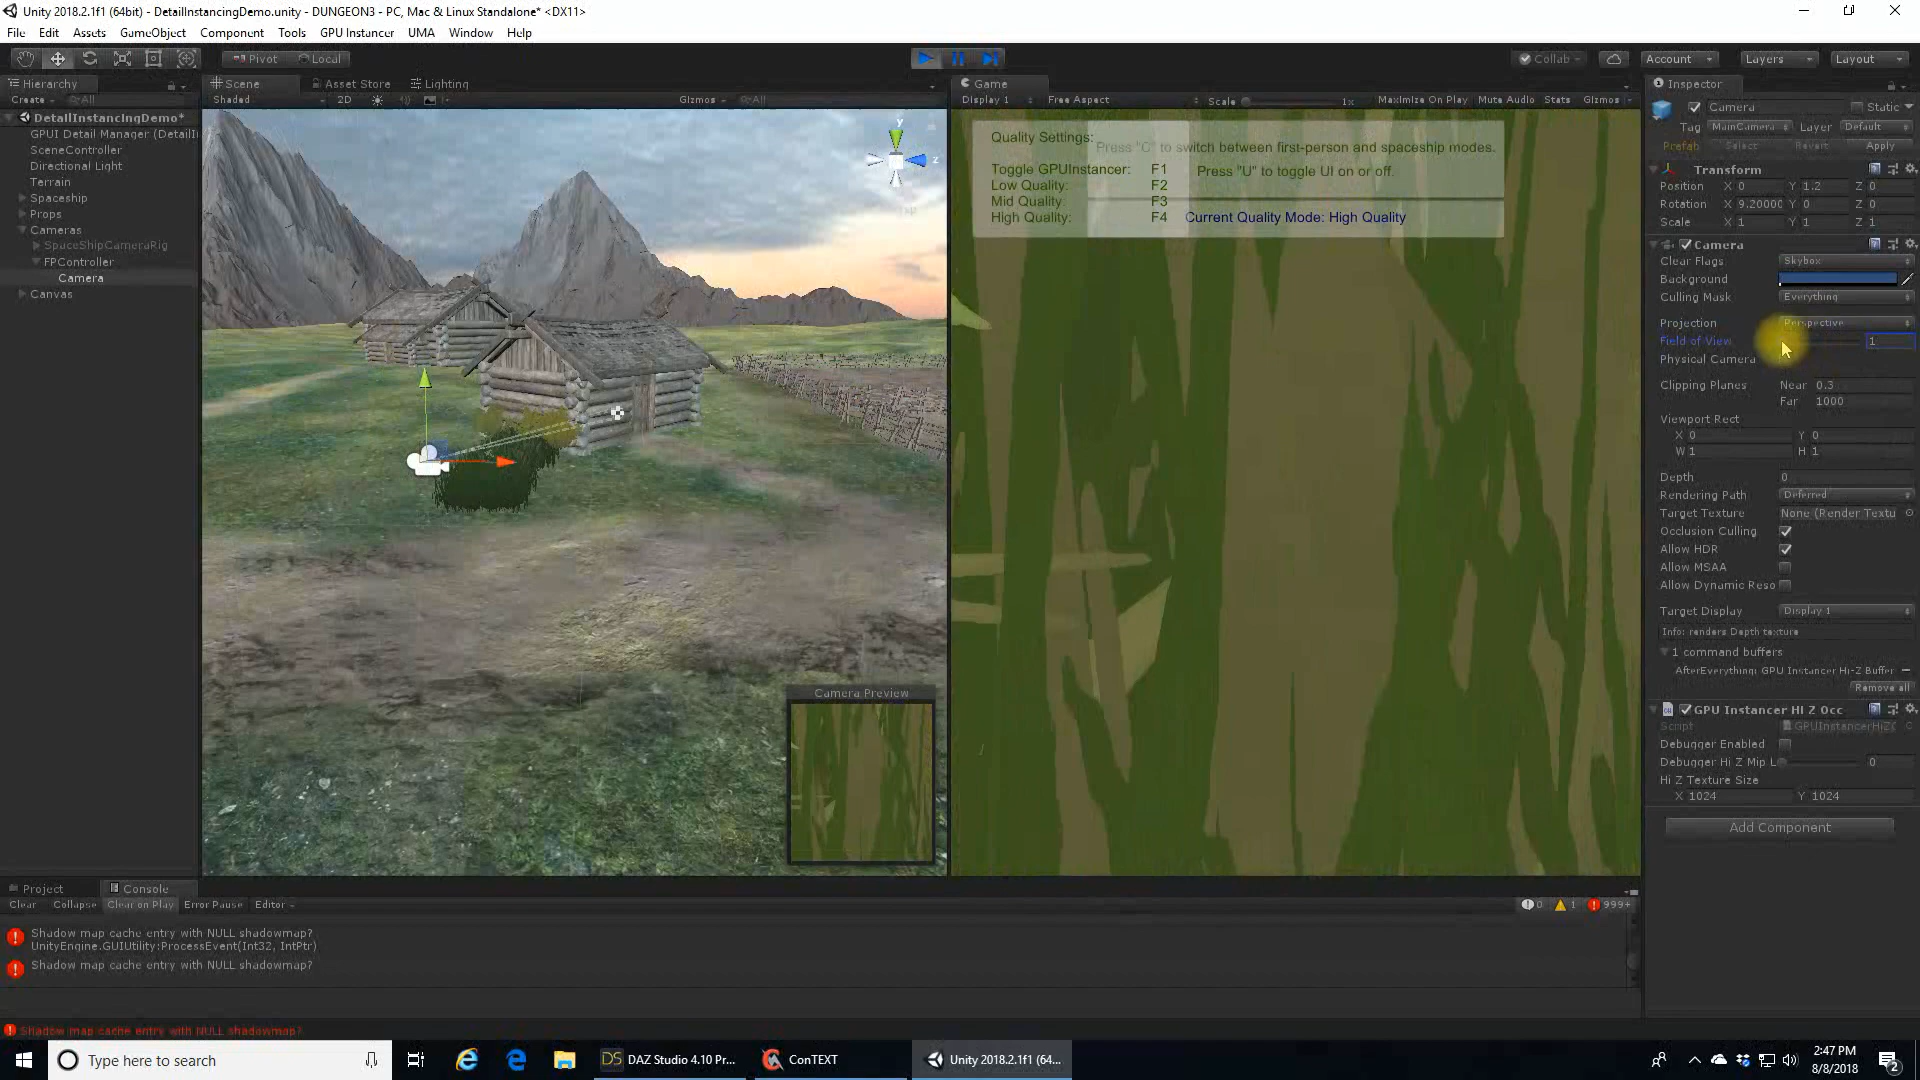 Unity 2018.2.1f1 (64bit) - DetailInstancingDemo.unity - DUNGEON3 - PC, Mac & Linux Standalone* <DX11>
File Edit Assets GameObject Component Tools GPU Instancer UMA Window Help
Pivot Local Collab Account Layers Layout
Hierarchy
Create All
DetailInstancingDemo*
GPUI Detail Manager (DetailI
SceneController
Directional Light
Terrain
Spaceship
Props
Cameras
SpaceShipCameraRig
FPController
Camera
Canvas
Scene Asset Store Lighting
Shaded 2D Gizmos All
y
z
Camera Preview
Game
Display 1 Free Aspect Scale 1x Maximize On Play Mute Audio Stats Gizmos
Quality Settings:
Press "C" to switch between first-person and spaceship modes.
Toggle GPUInstancer: F1 Press "U" to toggle UI on or off.
Low Quality: F2
Mid Quality: F3
High Quality: F4 Current Quality Mode: High Quality
Inspector
Camera Static
Tag MainCamera Layer Default
Prefab Select Revert Apply
Transform
Position X 0 Y 1.2 Z 0
Rotation X 9.20000 Y 0 Z 0
Scale X 1 Y 1 Z 1
Camera
Clear Flags Skybox
Background
Culling Mask Everything
Projection Perspective
Field of View 1
Physical Camera
Clipping Planes Near 0.3
Far 1000
Viewport Rect
X 0 Y 0
W 1 H 1
Depth 0
Rendering Path Deferred
Target Texture None (Render Textu
Occlusion Culling
Allow HDR
Allow MSAA
Allow Dynamic Reso
Target Display Display 1
Info: renders Depth texture
1 command buffers
AfterEverything: GPU Instancer Hi-Z Buffer
Remove all
GPU Instancer Hi Z Occ
Script GPUInstancerHiZO
Debugger Enabled
Debugger Hi Z Mip L 0
Hi Z Texture Size
X 1024 Y 1024
Add Component
Project Console
Clear Collapse Clear on Play Error Pause Editor 0 1 999+
Shadow map cache entry with NULL shadowmap?
UnityEngine.GUIUtility:ProcessEvent(Int32, IntPtr)
Shadow map cache entry with NULL shadowmap?
Shadow map cache entry with NULL shadowmap?
Type here to search
DS DAZ Studio 4.10 Pr...
ConTEXT
Unity 2018.2.1f1 (64...
2:47 PM
8/8/2018
2